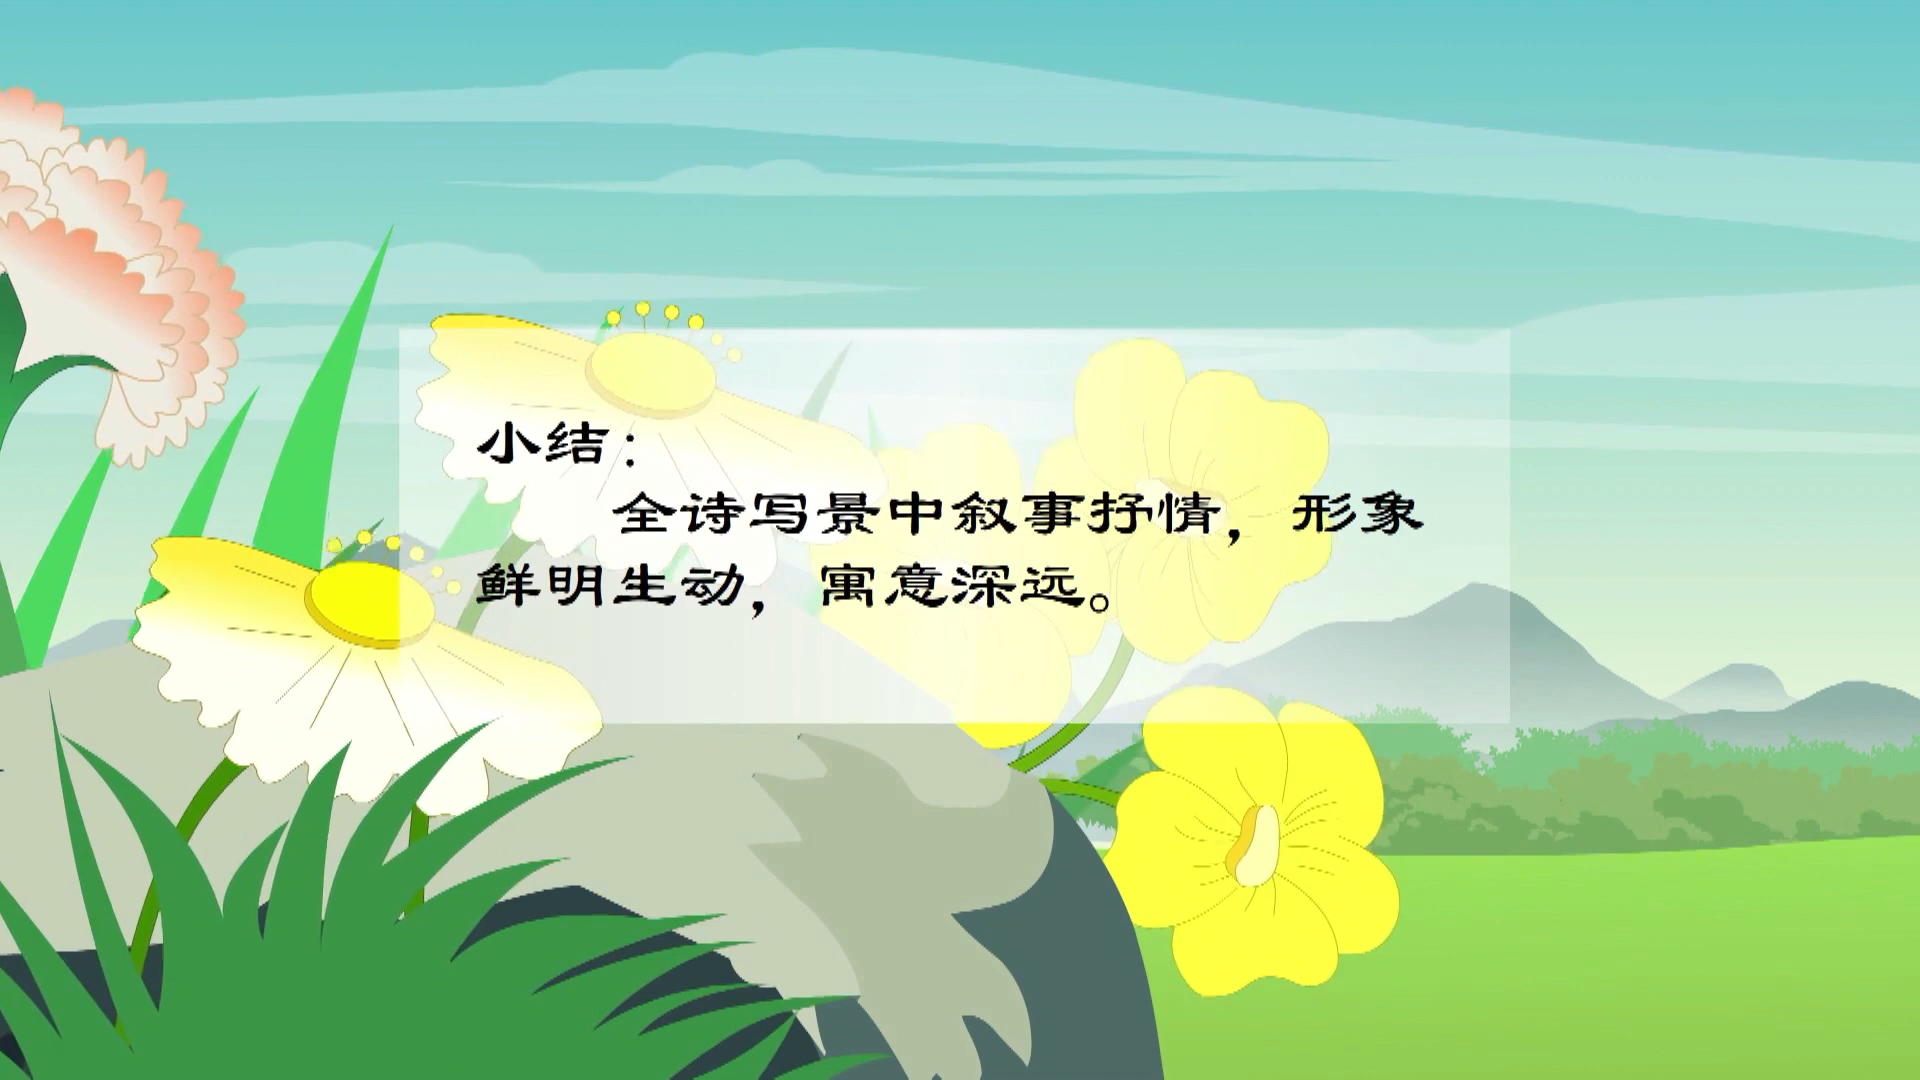 小结：
全诗写景中叙事抒情，形象
鲜明生动，寓意深远。